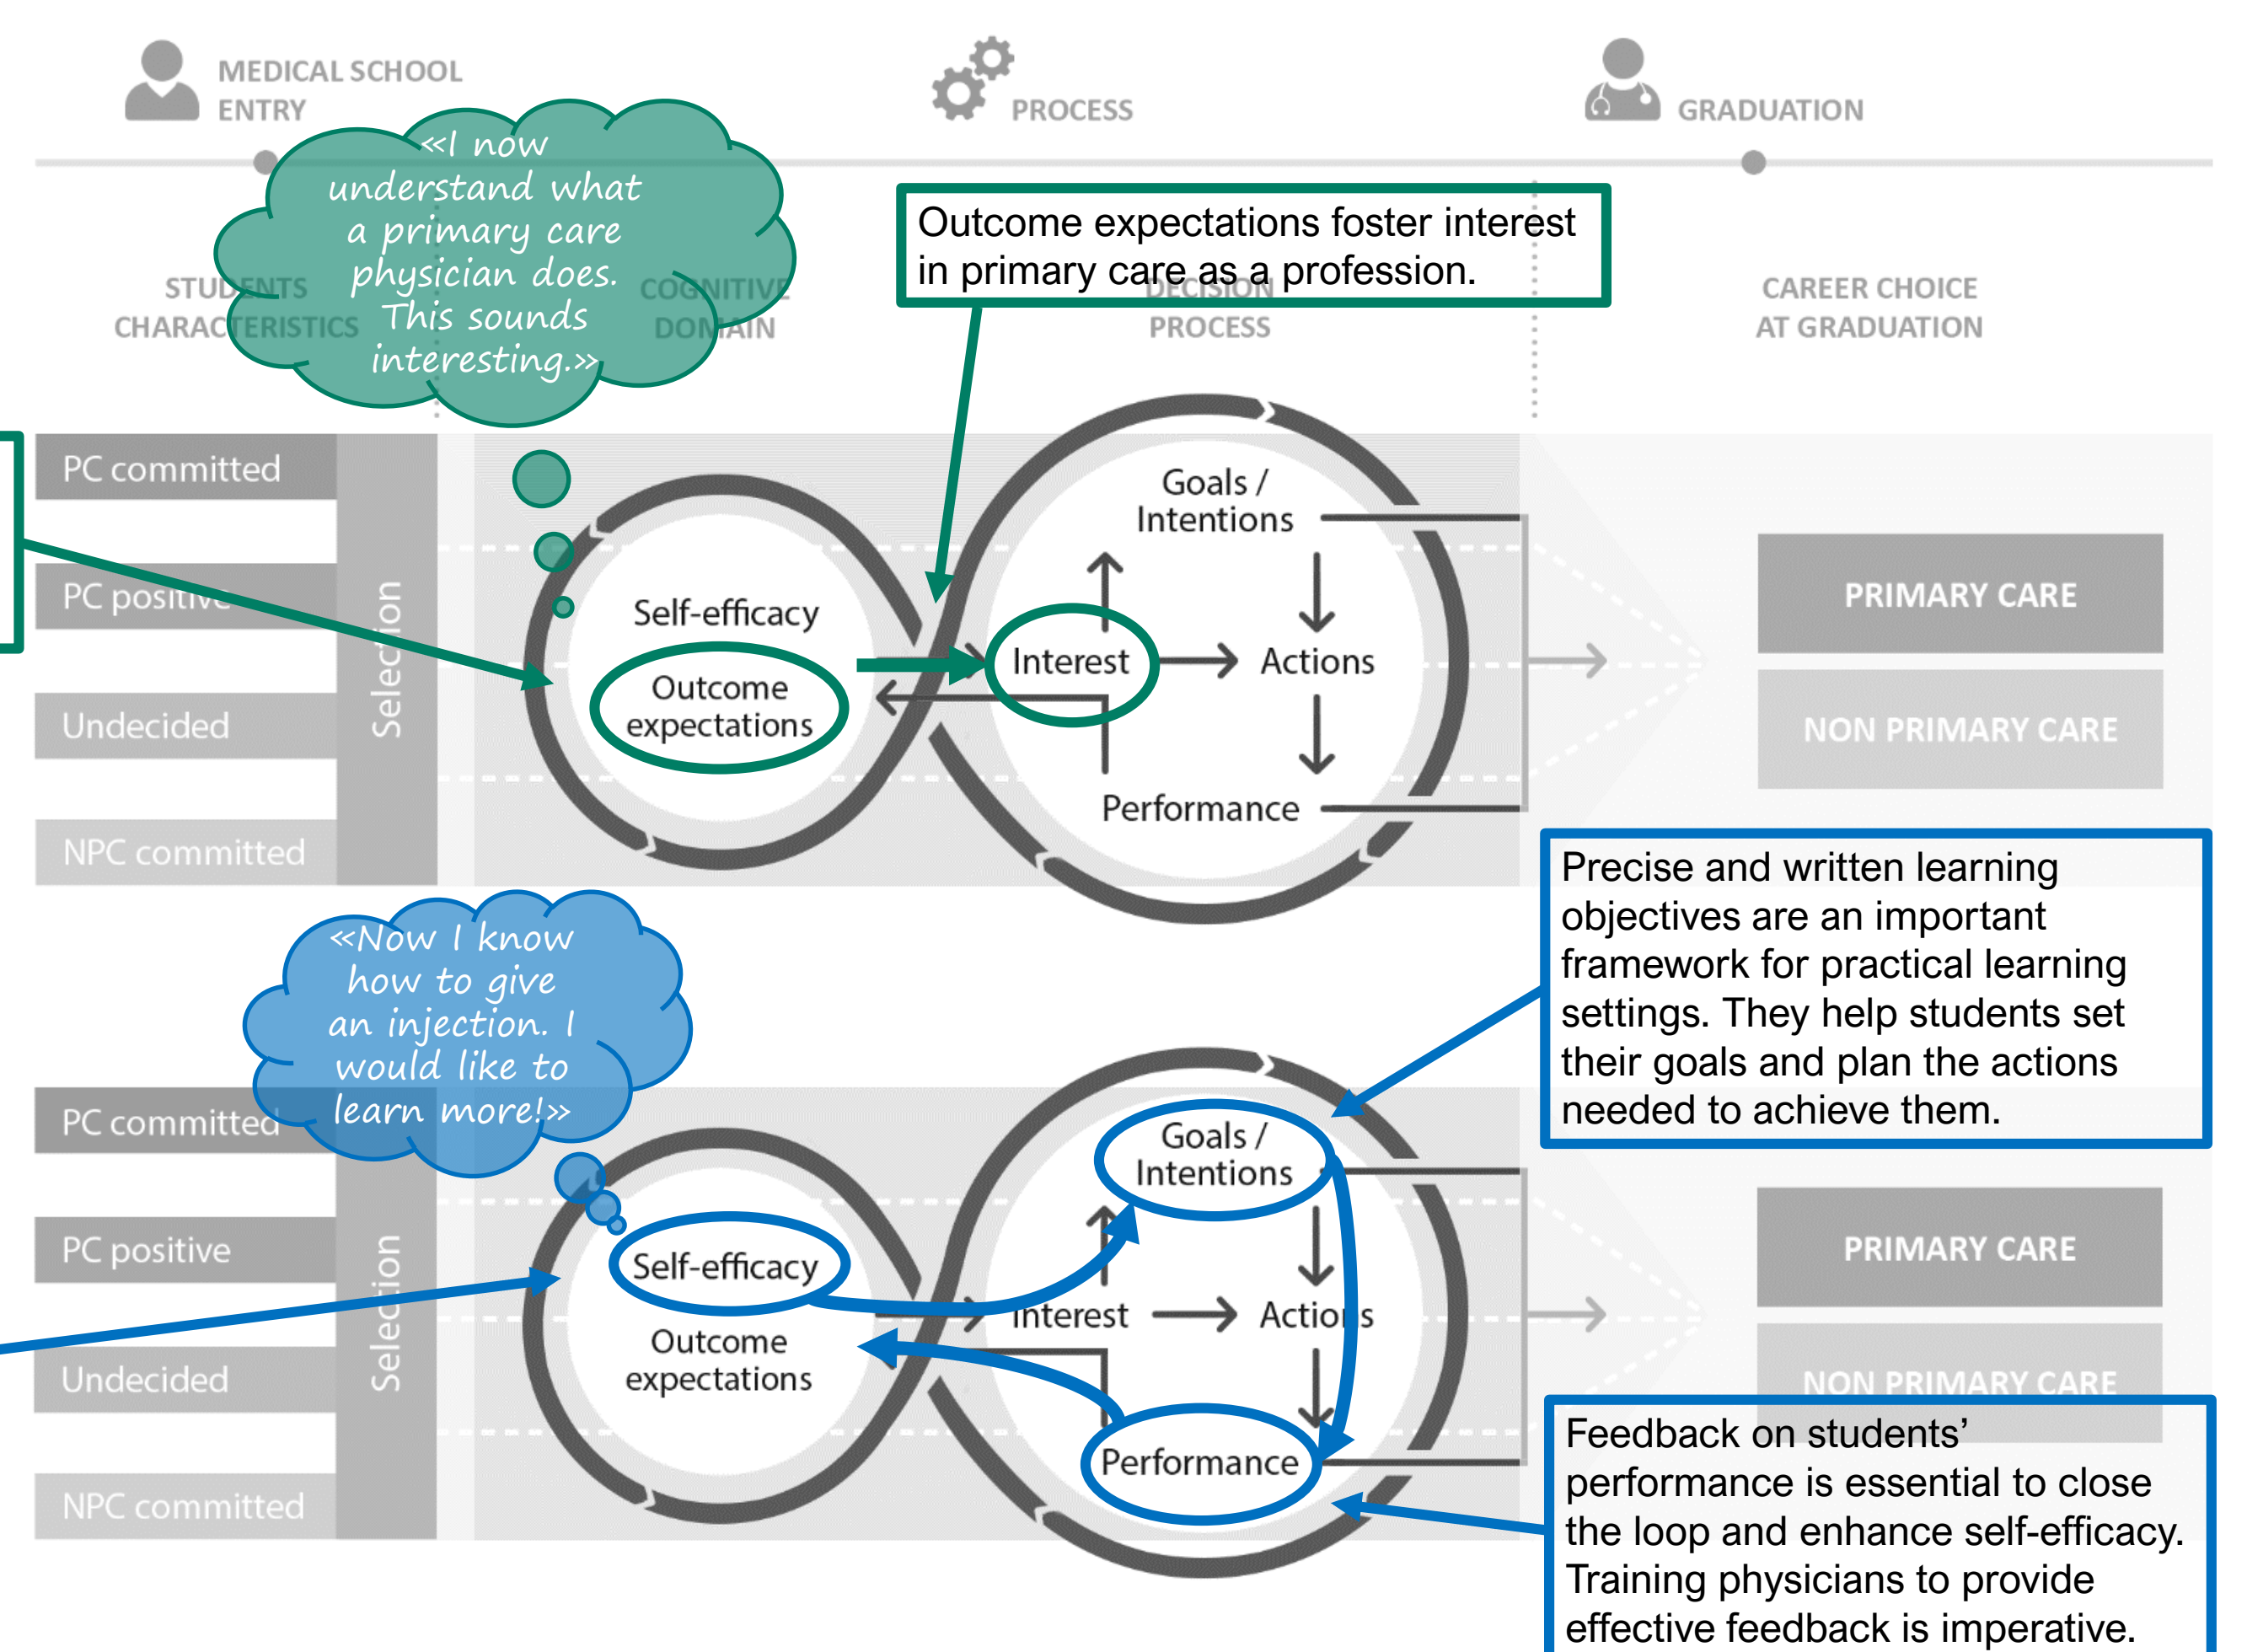 MEDICAL SCHOOL
ENTRY
PROCESS
GRADUATION
«I now
understand what
a primary care
physician does.
This sounds
interesting.»
Outcome expectations foster interest
in primary care as a profession.
STUDENTS
CHARACTERISTICS
COGNITIVE
DOMAIN
DECISION
PROCESS
CAREER CHOICE
AT GRADUATION
PC committed
PC positive
Undecided
NPC committed
Selection
Self-efficacy
Outcome
expectations
Goals /
Intentions
Interest
Actions
Performance
PRIMARY CARE
NON PRIMARY CARE
«Now I know
how to give
an injection. I
would like to
learn more!»
Precise and written learning
objectives are an important
framework for practical learning
settings. They help students set
their goals and plan the actions
needed to achieve them.
PC committed
PC positive
Undecided
NPC committed
Selection
Self-efficacy
Outcome
expectations
Goals /
Intentions
Interest
Actions
Performance
PRIMARY CARE
NON PRIMARY CARE
Feedback on students’
performance is essential to close
the loop and enhance self-efficacy.
Training physicians to provide
effective feedback is imperative.